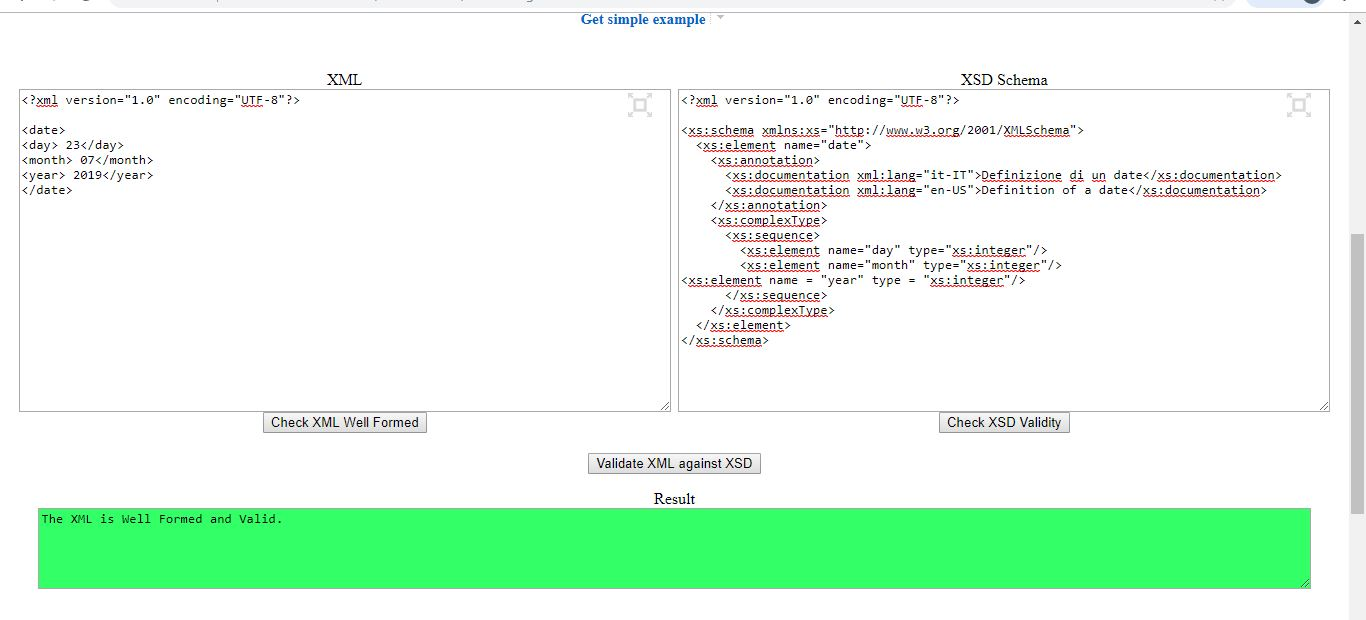 Get simple example
XML
<?xml version="1.0" encoding="UTF-8"?>
<date>
<day> 23</day>
<month> 07</month>
<year> 2019</year>
</date>
Check XML Well Formed
XSD Schema
<?xml version="1.0" encoding="UTF-8"?>
<xs:schema xmlns:xs="http://www.w3.org/2001/XMLSchema">
<xs:element name="date">
<xs:annotation>
<xs:documentation xml:lang="it-IT">Definizione di un date</xs:documentation>
<xs:documentation xml:lang="en-US">Definition of a date</xs:documentation>
</xs:annotation>
<xs:complexType>
<xs:sequence>
<xs:element name="day" type="xs:integer"/>
<xs:element name="month" type="xs:integer"/>
<xs:element name = "year" type = "xs:integer"/>
</xs:sequence>
</xs:complexType>
</xs:element>
</xs:schema>
Check XSD Validity
Validate XML against XSD
Result
The XML is Well Formed and Valid.